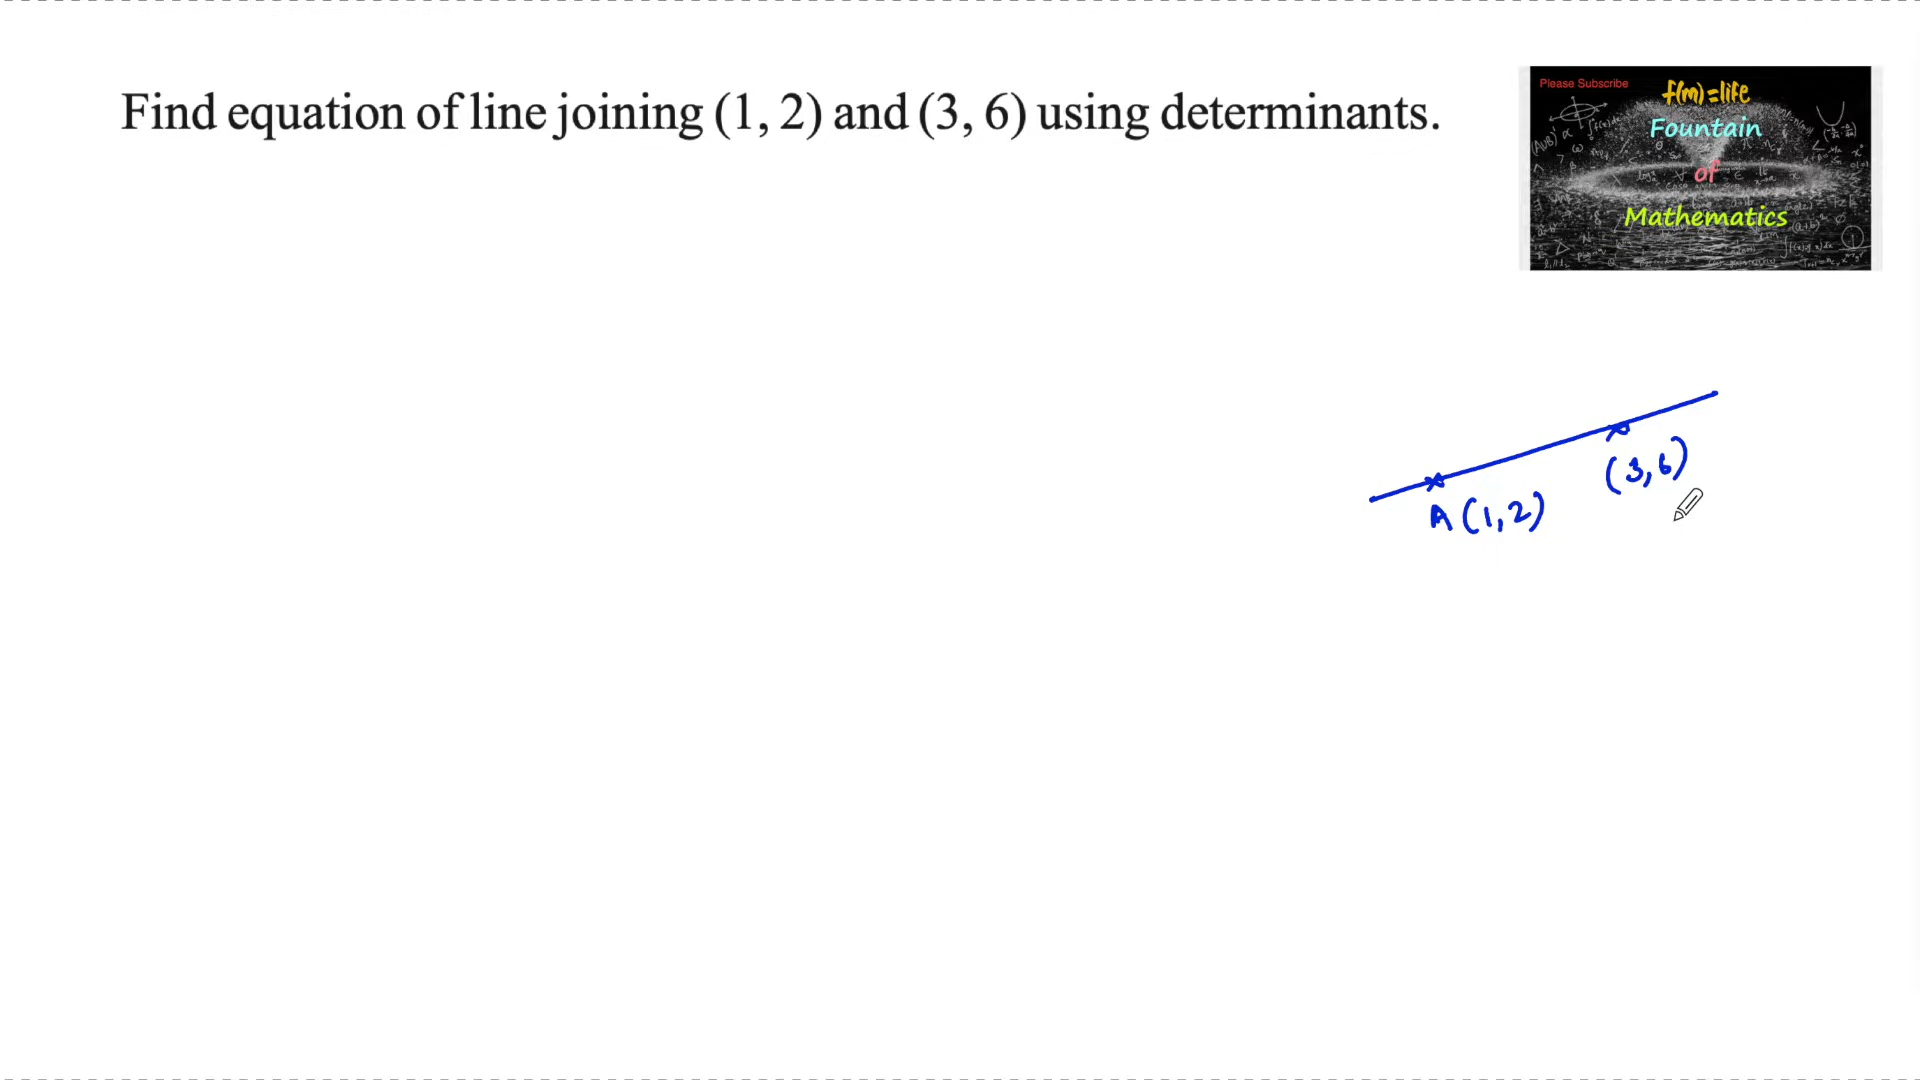 Find equation of line joining (1, 2) and (3, 6) using determinants.
Please Subscribe
f(m)=life
Fountain
of
Mathematics
(3,6)
A (1,2)